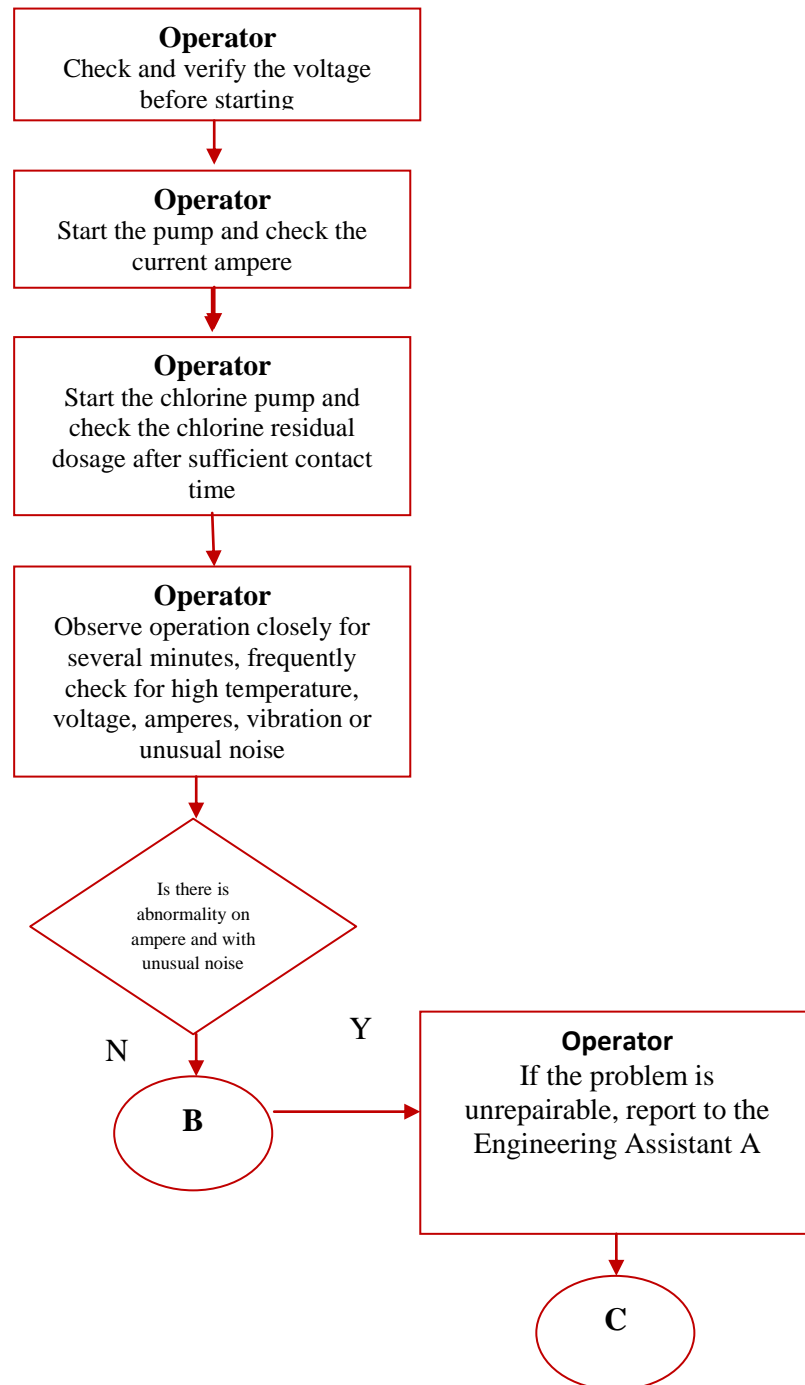 Operator
Check and verify the voltage
before starting
Operator
Start the pump and check the
current ampere
Operator
Start the chlorine pump and
check the chlorine residual
dosage after sufficient contact
time
Operator
Observe operation closely for
several minutes, frequently
check for high temperature,
voltage, amperes, vibration or
unusual noise
Is there is
abnormality on
ampere and with
unusual noise
N
Y
B
Operator
If the problem is
unrepairable, report to the
Engineering Assistant A
C